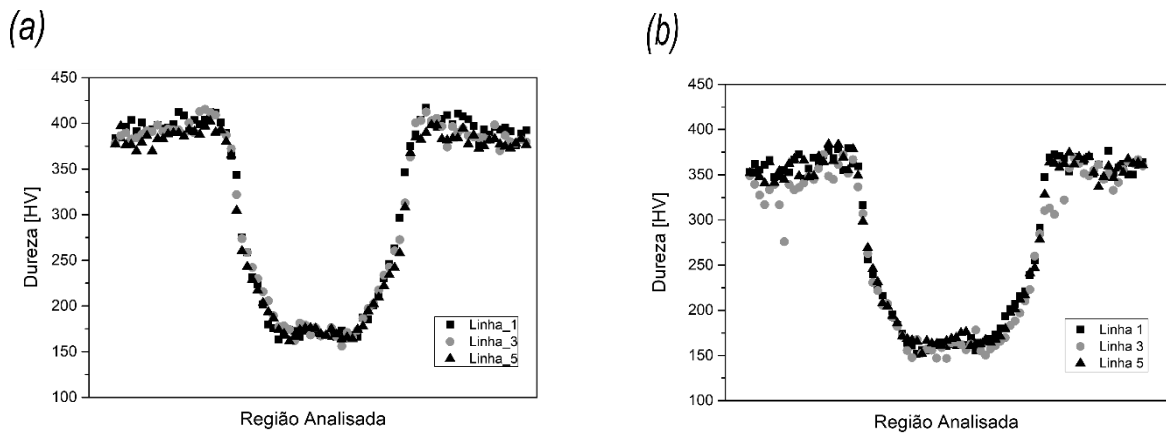 (a)
450
400
350
300
250
200
150
100
Dureza [HV]
Linha_1
Linha_3
Linha_5
Região Analisada
(b)
450
400
350
300
250
200
150
100
Dureza [HV]
Linha 1
Linha 3
Linha 5
Região Analisada